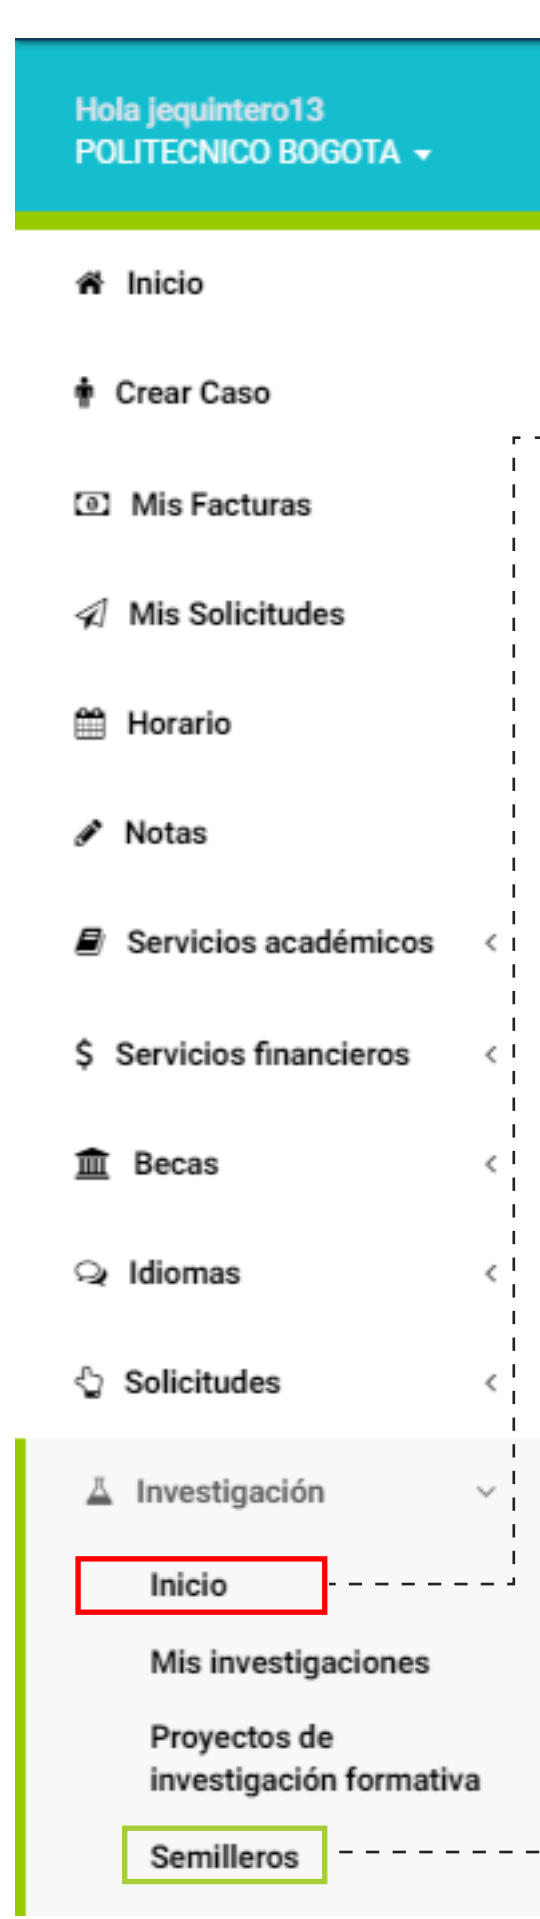 Hola jequintero13
POLITECNICO BOGOTA
Inicio
Crear Caso
Mis Facturas
Mis Solicitudes
Horario
Notas
Servicios académicos
$ Servicios financieros
Becas
Idiomas
Solicitudes
Investigación
Inicio
Mis investigaciones
Proyectos de
investigación formativa
Semilleros